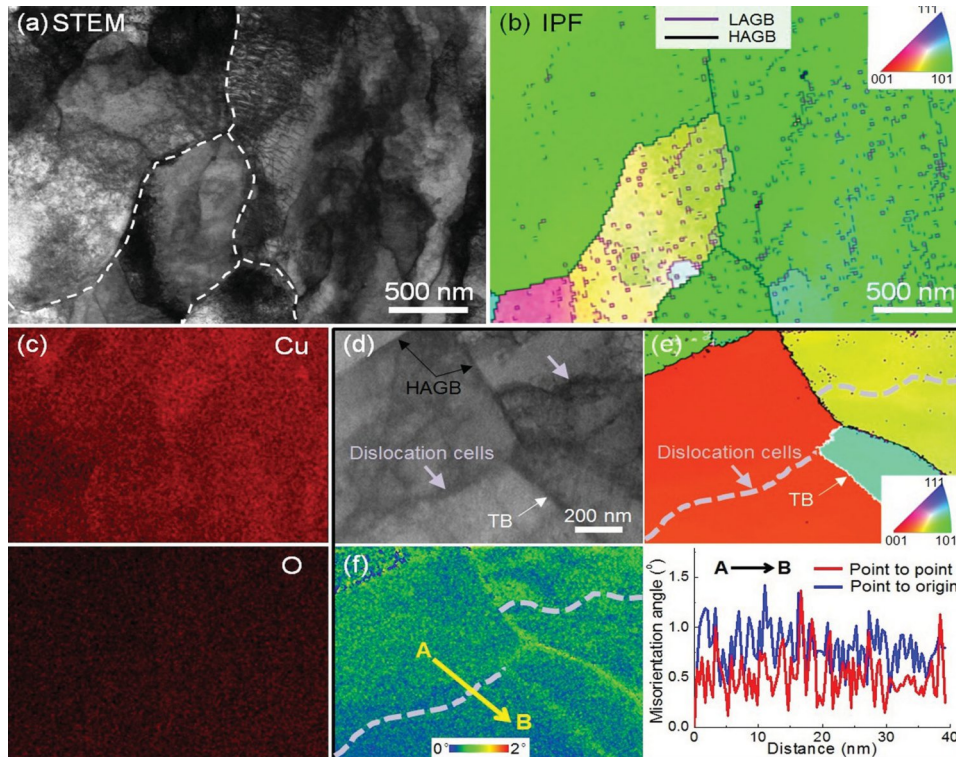 (a) STEM
500 nm
(b) IPF
LAGB
HAGB
111
001
101
500 nm
(c)
Cu
O
(d)
HAGB
Dislocation cells
TB
200 nm
(e)
Dislocation cells
TB
111
001
101
(f)
A
B
0° 2°
A B
Point to point
Point to origin
Misorientation angle (°)
1.5
1.0
0.5
0.0
0 10 20 30 40
Distance (nm)